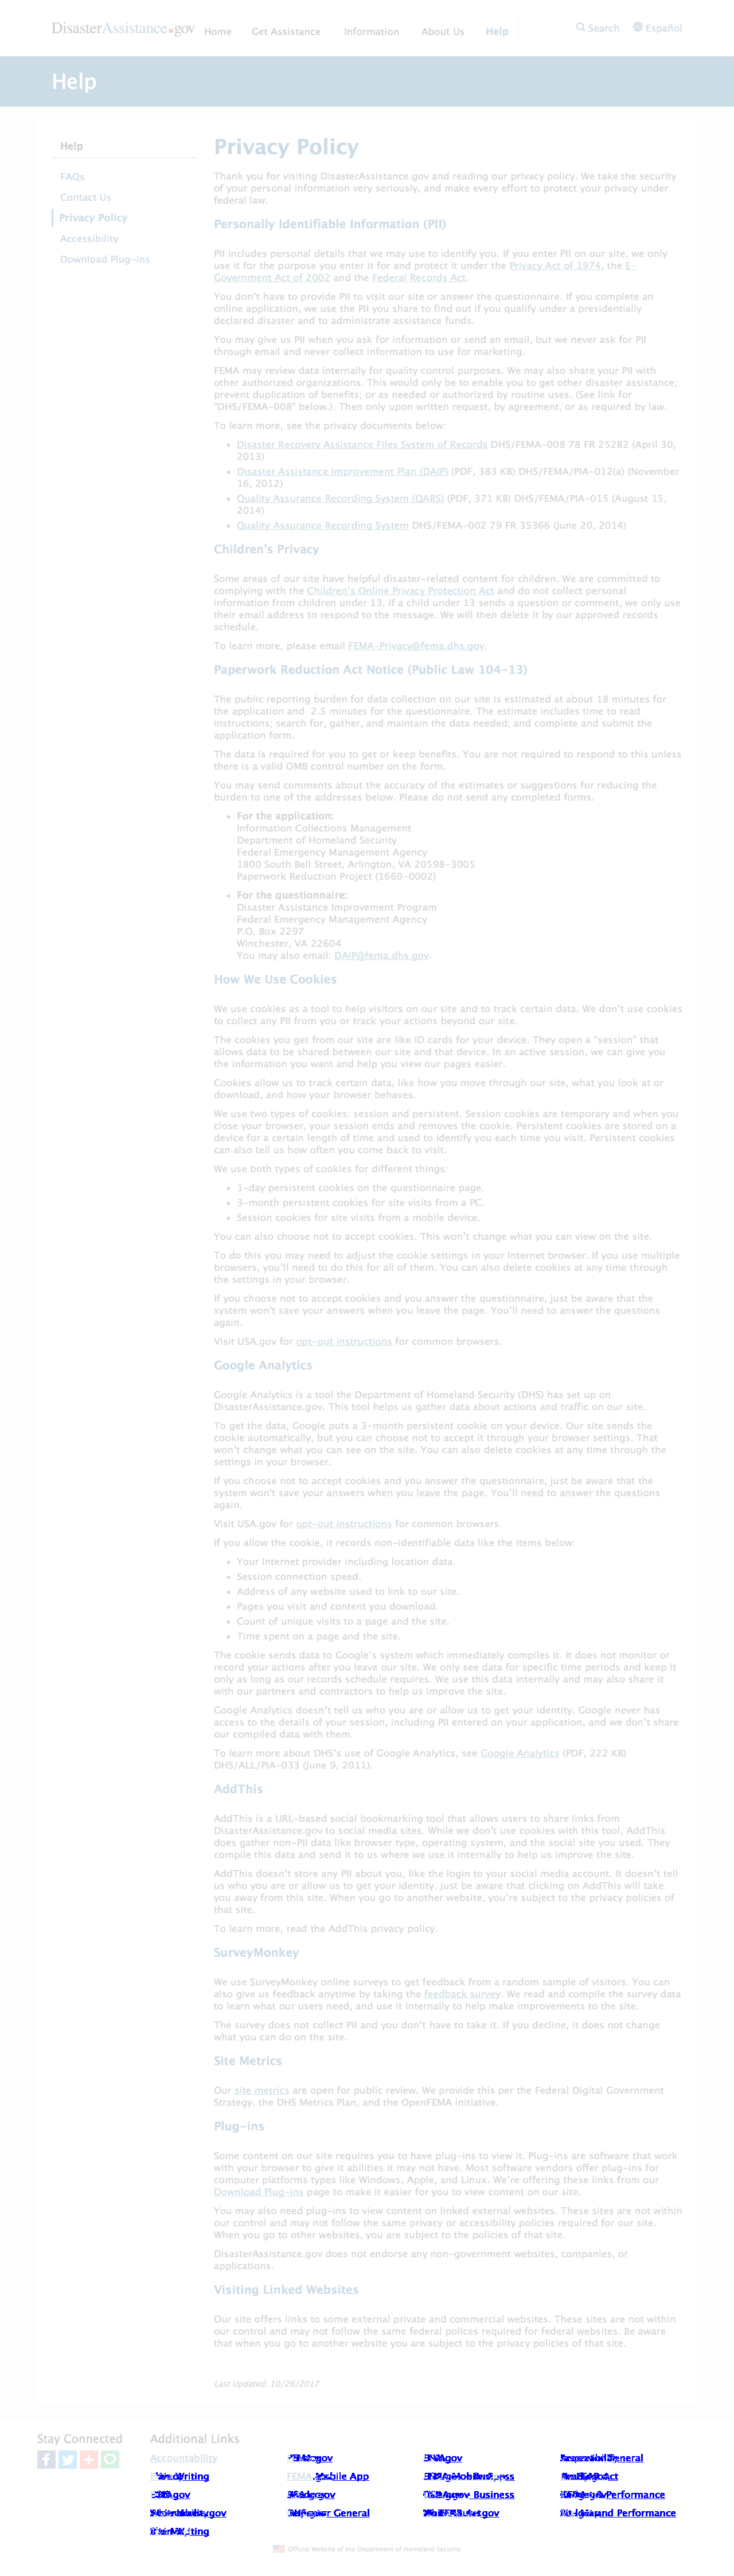 DisasterAssistance.gov Home Get Assistance Information About Us Help Search Español
Help
Help
FAQs
Contact Us
Privacy Policy
Accessibility
Download Plug-ins
Privacy Policy
Thank you for visiting DisasterAssistance.gov and reading our privacy policy. We take the security
of your personal information very seriously, and make every effort to protect your privacy under
federal law.
Personally Identifiable Information (PII)
PII includes personal details that we may use to identify you. If you enter PII on our site, we only
use it for the purpose you enter it for and protect it under the Privacy Act of 1974, the E-
Government Act of 2002 and the Federal Records Act.
You don't have to provide PII to visit our site or answer the questionnaire. If you complete an
online application, we use the PII you share to find out if you qualify under a presidentially
declared disaster and to administrate assistance funds.
You may give us PII when you ask for information or send an email, but we never ask for PII
through email and never collect information to use for marketing.
FEMA may review data internally for quality control purposes. We may also share your PII with
other authorized organizations. This would only be to enable you to get other disaster assistance;
prevent duplication of benefits; or as needed or authorized by routine uses. (See link for
"DHS/FEMA-008" below.). Then only upon written request, by agreement, or as required by law.
To learn more, see the privacy documents below:
• Disaster Recovery Assistance Files System of Records DHS/FEMA-008 78 FR 25282 (April 30,
2013)
• Disaster Assistance Improvement Plan (DAIP) (PDF, 383 KB) DHS/FEMA/PIA-012(a) (November
16, 2012)
• Quality Assurance Recording System (QARS) (PDF, 371 KB) DHS/FEMA/PIA-015 (August 15,
2014)
• Quality Assurance Recording System DHS/FEMA-002 79 FR 35366 (June 20, 2014)
Children's Privacy
Some areas of our site have helpful disaster-related content for children. We are committed to
complying with the Children's Online Privacy Protection Act and do not collect personal
information from children under 13. If a child under 13 sends a question or comment, we only use
their email address to respond to the message. We will then delete it by our approved records
schedule.
To learn more, please email FEMA-Privacy@fema.dhs.gov.
Paperwork Reduction Act Notice (Public Law 104-13)
The public reporting burden for data collection on our site is estimated at about 18 minutes for
the application and 2.5 minutes for the questionnaire. The estimate includes time to read
instructions; search for, gather, and maintain the data needed; and complete and submit the
application form.
The data is required for you to get or keep benefits. You are not required to respond to this unless
there is a valid OMB control number on the form.
You may send comments about the accuracy of the estimates or suggestions for reducing the
burden to one of the addresses below. Please do not send any completed forms.
• For the application:
Information Collections Management
Department of Homeland Security
Federal Emergency Management Agency
1800 South Bell Street, Arlington, VA 20598-3005
Paperwork Reduction Project (1660-0002)
• For the questionnaire:
Disaster Assistance Improvement Program
Federal Emergency Management Agency
P.O. Box 2297
Winchester, VA 22604
You may also email: DAIP@fema.dhs.gov.
How We Use Cookies
We use cookies as a tool to help visitors on our site and to track certain data. We don't use cookies
to collect any PII from you or track your actions beyond our site.
The cookies you get from our site are like ID cards for your device. They open a "session" that
allows data to be shared between our site and that device. In an active session, we can give you
the information you want and help you view our pages easier.
Cookies allow us to track certain data, like how you move through our site, what you look at or
download, and how your browser behaves.
We use two types of cookies: session and persistent. Session cookies are temporary and when you
close your browser, your session ends and removes the cookie. Persistent cookies are stored on a
device for a certain length of time and used to identify you each time you visit. Persistent cookies
can also tell us how often you come back to visit.
We use both types of cookies for different things:
• 1-day persistent cookies on the questionnaire page.
• 3-month persistent cookies for site visits from a PC.
• Session cookies for site visits from a mobile device.
You can also choose not to accept cookies. This won't change what you can view on the site.
To do this you may need to adjust the cookie settings in your Internet browser. If you use multiple
browsers, you'll need to do this for all of them. You can also delete cookies at any time through
the settings in your browser.
If you choose not to accept cookies and you answer the questionnaire, just be aware that the
system won't save your answers when you leave the page. You'll need to answer the questions
again.
Visit USA.gov for opt-out instructions for common browsers.
Google Analytics
Google Analytics is a tool the Department of Homeland Security (DHS) has set up on
DisasterAssistance.gov. This tool helps us gather data about actions and traffic on our site.
To get the data, Google puts a 3-month persistent cookie on your device. Our site sends the
cookie automatically, but you can choose not to accept it through your browser settings. That
won't change what you can see on the site. You can also delete cookies at any time through the
settings in your browser.
If you choose not to accept cookies and you answer the questionnaire, just be aware that the
system won't save your answers when you leave the page. You'll need to answer the questions
again.
Visit USA.gov for opt-out instructions for common browsers.
If you allow the cookie, it records non-identifiable data like the items below:
• Your Internet provider including location data.
• Session connection speed.
• Address of any website used to link to our site.
• Pages you visit and content you download.
• Count of unique visits to a page and the site.
• Time spent on a page and the site.
The cookie sends data to Google's system which immediately compiles it. It does not monitor or
record your actions after you leave our site. We only see data for specific time periods and keep it
only as long as our records schedule requires. We use this data internally and may also share it
with our partners and contractors to help us improve the site.
Google Analytics doesn't tell us who you are or allow us to get your identity. Google never has
access to the details of your session, including PII entered on your application, and we don't share
our compiled data with them.
To learn more about DHS's use of Google Analytics, see Google Analytics (PDF, 222 KB)
DHS/ALL/PIA-033 (June 9, 2011).
AddThis
AddThis is a URL-based social bookmarking tool that allows users to share links from
DisasterAssistance.gov to social media sites. While we don't use cookies with this tool, AddThis
does gather non-PII data like browser type, operating system, and the social site you used. They
compile this data and send it to us where we use it internally to help us improve the site.
AddThis doesn't store any PII about you, like the login to your social media account. It doesn't tell
us who you are or allow us to get your identity. Just be aware that clicking on AddThis will take
you away from this site. When you go to another website, you're subject to the privacy policies of
that site.
To learn more, read the AddThis privacy policy.
SurveyMonkey
We use SurveyMonkey online surveys to get feedback from a random sample of visitors. You can
also give us feedback anytime by taking the feedback survey. We read and compile the survey data
to learn what our users need, and use it internally to help make improvements to the site.
The survey does not collect PII and you don't have to take it. If you decline, it does not change
what you can do on the site.
Site Metrics
Our site metrics are open for public review. We provide this per the Federal Digital Government
Strategy, the DHS Metrics Plan, and the OpenFEMA initiative.
Plug-ins
Some content on our site requires you to have plug-ins to view it. Plug-ins are software that work
with your browser to give it abilities it may not have. Most software vendors offer plug-ins for
computer platforms types like Windows, Apple, and Linux. We're offering these links from our
Download Plug-ins page to make it easier for you to view content on our site.
You may also need plug-ins to view content on linked external websites. These sites are not within
our control and may not follow the same privacy or accessibility policies required for our site.
When you go to other websites, you are subject to the policies of that site.
DisasterAssistance.gov does not endorse any non-government websites, companies, or
applications.
Visiting Linked Websites
Our site offers links to some external private and commercial websites. These sites are not within
our control and may not follow the same federal polices required for federal websites. Be aware
that when you go to another website you are subject to the privacy policies of that site.
Last Updated: 10/26/2017
Stay Connected
Additional Links
Accountability
FEMA Mobile App
Official Website of the Department of Homeland Security